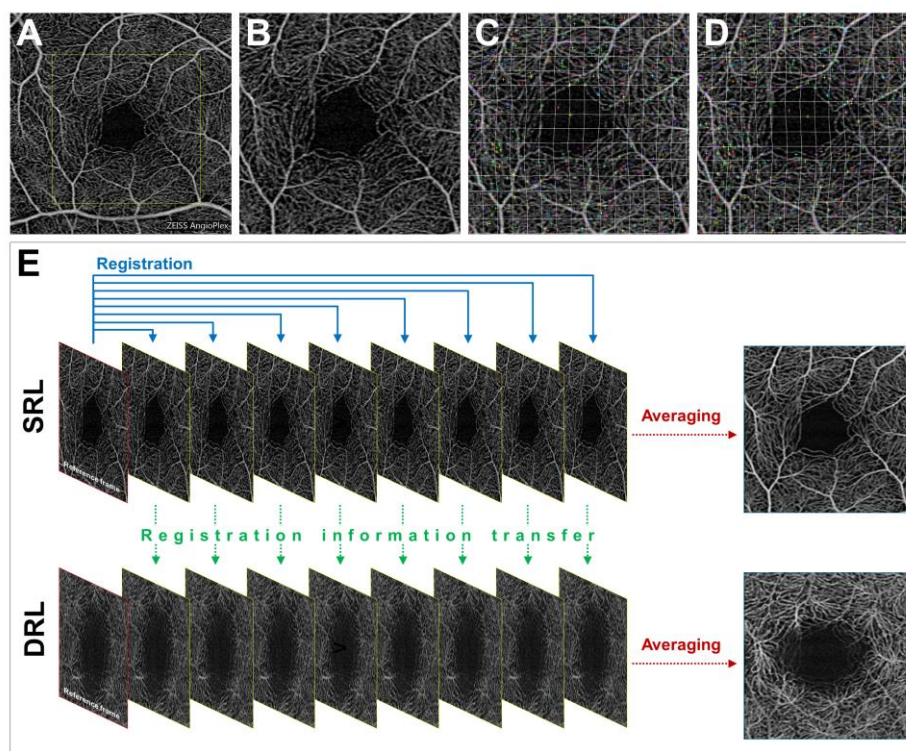 A
B
C
D
ZEISS AngioPlex
E
Registration
SRL
Reference frame
Averaging
Registration information transfer
DRL
>
Reference frame
Averaging